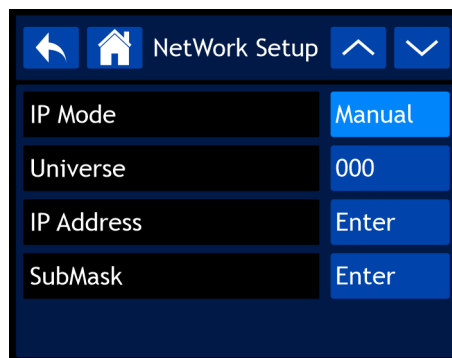 NetWork Setup
IP Mode Manual
Universe 000
IP Address Enter
SubMask Enter